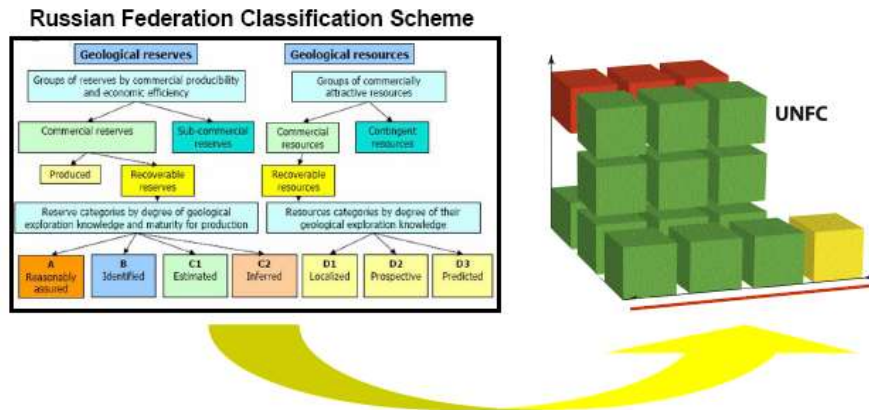 Russian Federation Classification Scheme
Geological reserves
Geological resources
Groups of reserves by commercial producibility
and economic efficiency
Groups of commercially
attractive resources
Commercial reserves
Sub-commercial
reserves
Commercial
resources
Contingent
resources
Produced
Recoverable
reserves
Recoverable
resources
Reserve categories by degree of geological
exploration knowledge and maturity for production
Resources categories by degree of their
geological exploration knowledge
A
Reasonably
assured
B
Identified
C1
Estimated
C2
Inferred
D1
Localized
D2
Prospective
D3
Predicted
UNFC